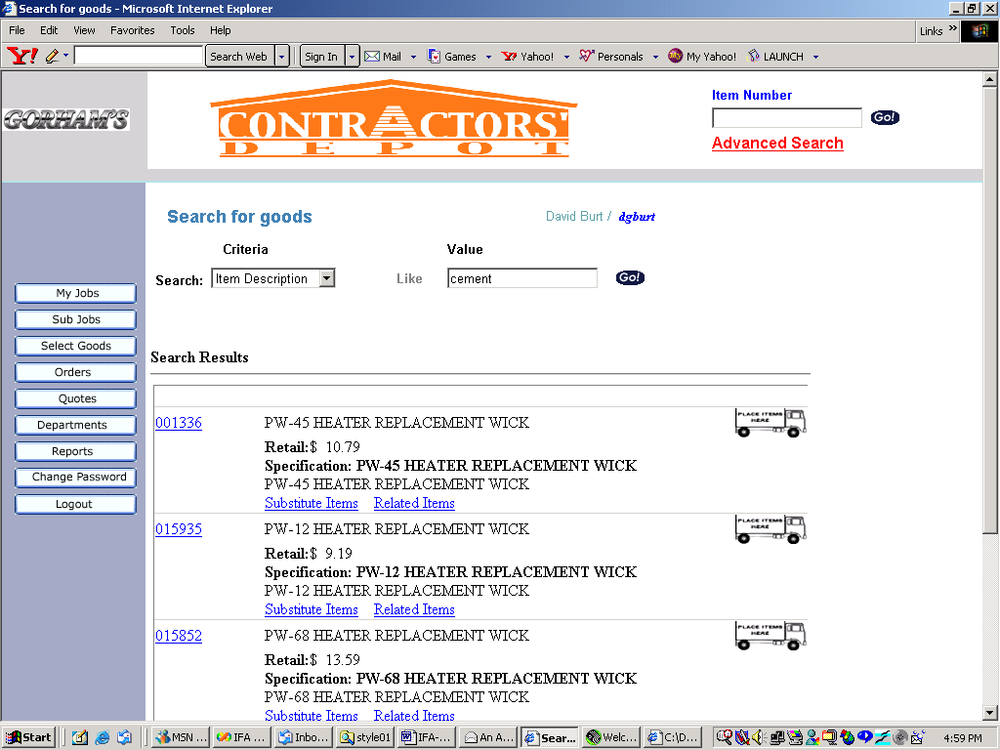 Search for goods - Microsoft Internet Explorer
File Edit View Favorites Tools Help Links »
Y! Search Web Sign In Mail Games Yahoo! Personals My Yahoo! LAUNCH
GORHAM'S
CONTRACTORS'
DEPOT
Item Number
Go!
Advanced Search
Search for goods David Burt / dgburt
Criteria Value
Search: Item Description Like cement Go!
My Jobs
Sub Jobs
Select Goods
Orders
Quotes
Departments
Reports
Change Password
Logout
Search Results
001336 PW-45 HEATER REPLACEMENT WICK PLACE ITEMS HERE
Retail:$ 10.79
Specification: PW-45 HEATER REPLACEMENT WICK
PW-45 HEATER REPLACEMENT WICK
Substitute Items Related Items
015935 PW-12 HEATER REPLACEMENT WICK PLACE ITEMS HERE
Retail:$ 9.19
Specification: PW-12 HEATER REPLACEMENT WICK
PW-12 HEATER REPLACEMENT WICK
Substitute Items Related Items
015852 PW-68 HEATER REPLACEMENT WICK PLACE ITEMS HERE
Retail:$ 13.59
Specification: PW-68 HEATER REPLACEMENT WICK
PW-68 HEATER REPLACEMENT WICK
Substitute Items Related Items
Start MSN ... IFA ... Inbo... style01 IFA-... An A... Sear... Welc... C:\D... 4:59 PM